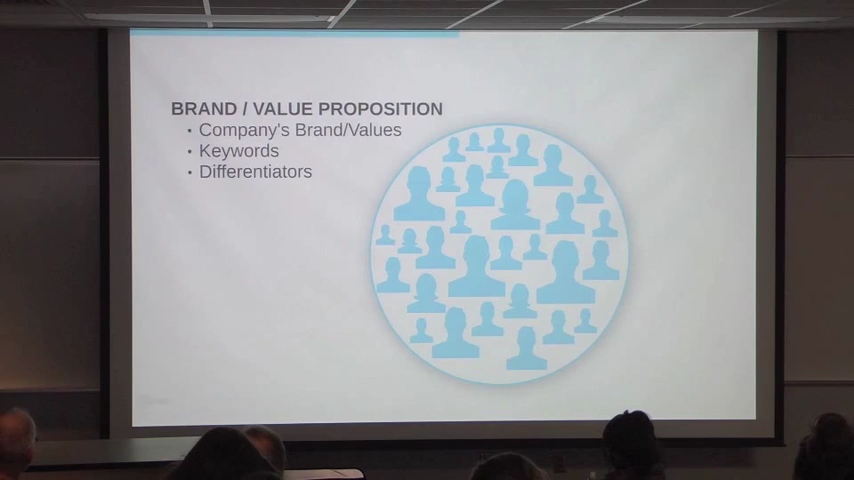 BRAND / VALUE PROPOSITION
• Company's Brand/Values
• Keywords
• Differentiators